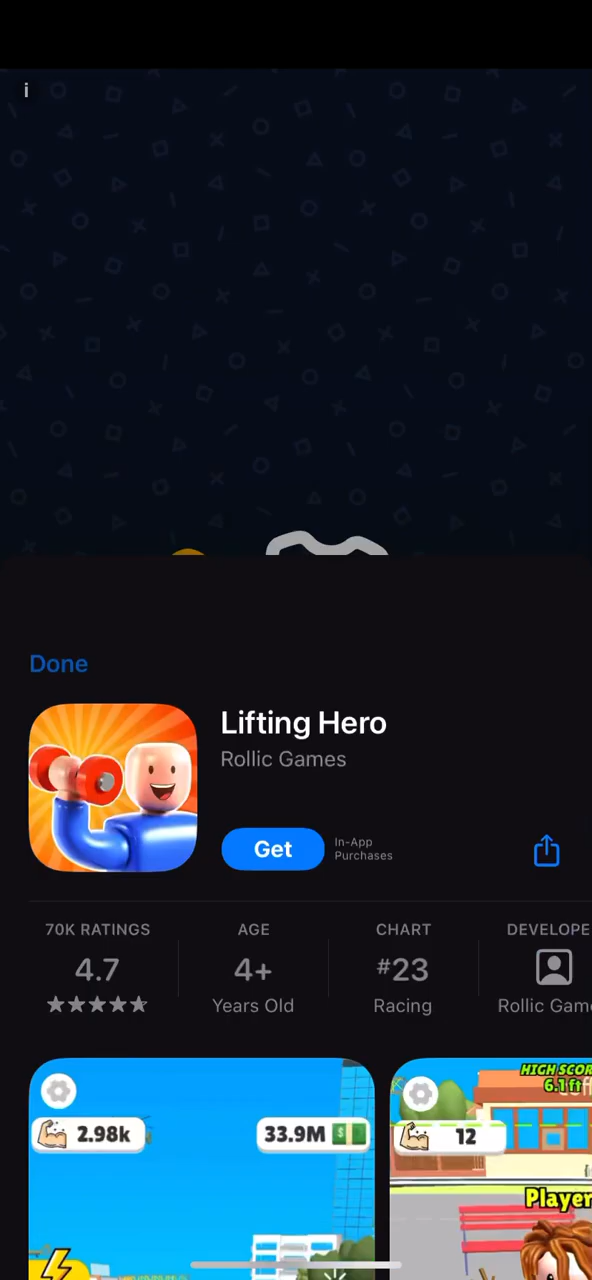 i
Done
Lifting Hero
Rollic Games
Get
In-App
Purchases
70K RATINGS
AGE
CHART
DEVELOPE
4.7
4+
#23
Years Old
Racing
Rollic Gam
2.98k
33.9M
HIGH SCOR
6.1 ft
12
Player